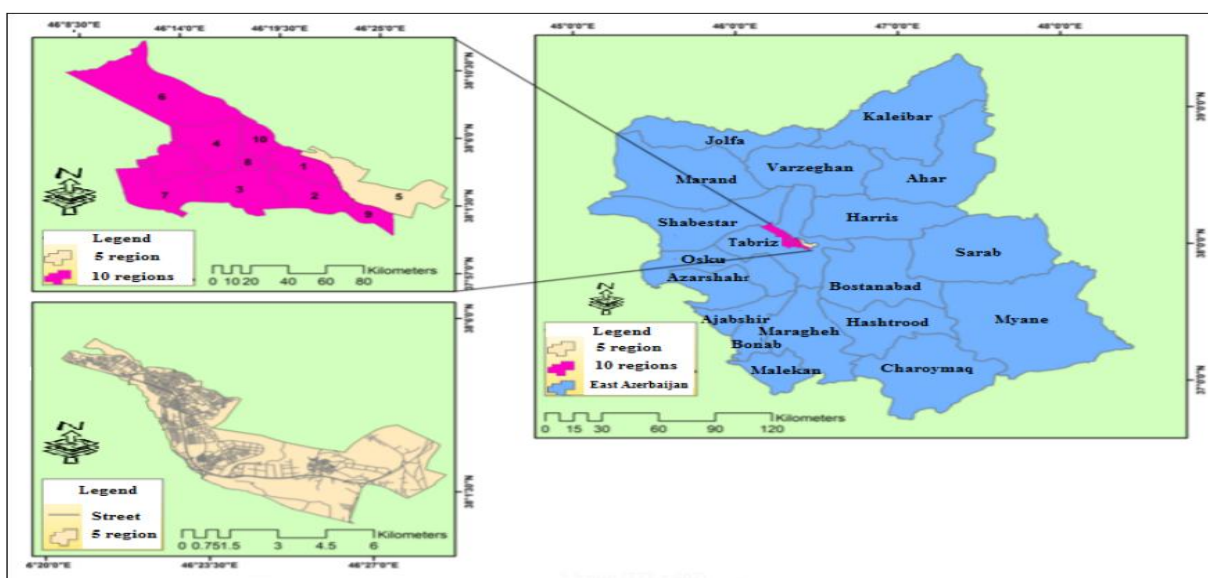 46°8'30"E 46°14'0"E 46°19'30"E 46°25'0"E
6
4
10
8
1
7
3
2
5
9
N
Legend
5 region
10 regions
Kilometers
0 10 20 40 60 80
45°0'0"E 46°0'0"E 47°0'0"E 48°0'0"E
Kaleibar
Jolfa
Varzeghan
Marand
Ahar
Shabestar
Harris
Tabriz
Sarab
Osku
Azarshahr
Bostanabad
Ajabshir
Maragheh
Hashtrood
Myane
Bonab
Malekan
Charoymaq
N
Legend
5 region
10 regions
East Azerbaijan
Kilometers
0 15 30 60 90 120
N
Legend
Street
5 region
Kilometers
0 0.75 1.5 3 4.5 6
6°20'0"E 46°23'30"E 46°27'0"E